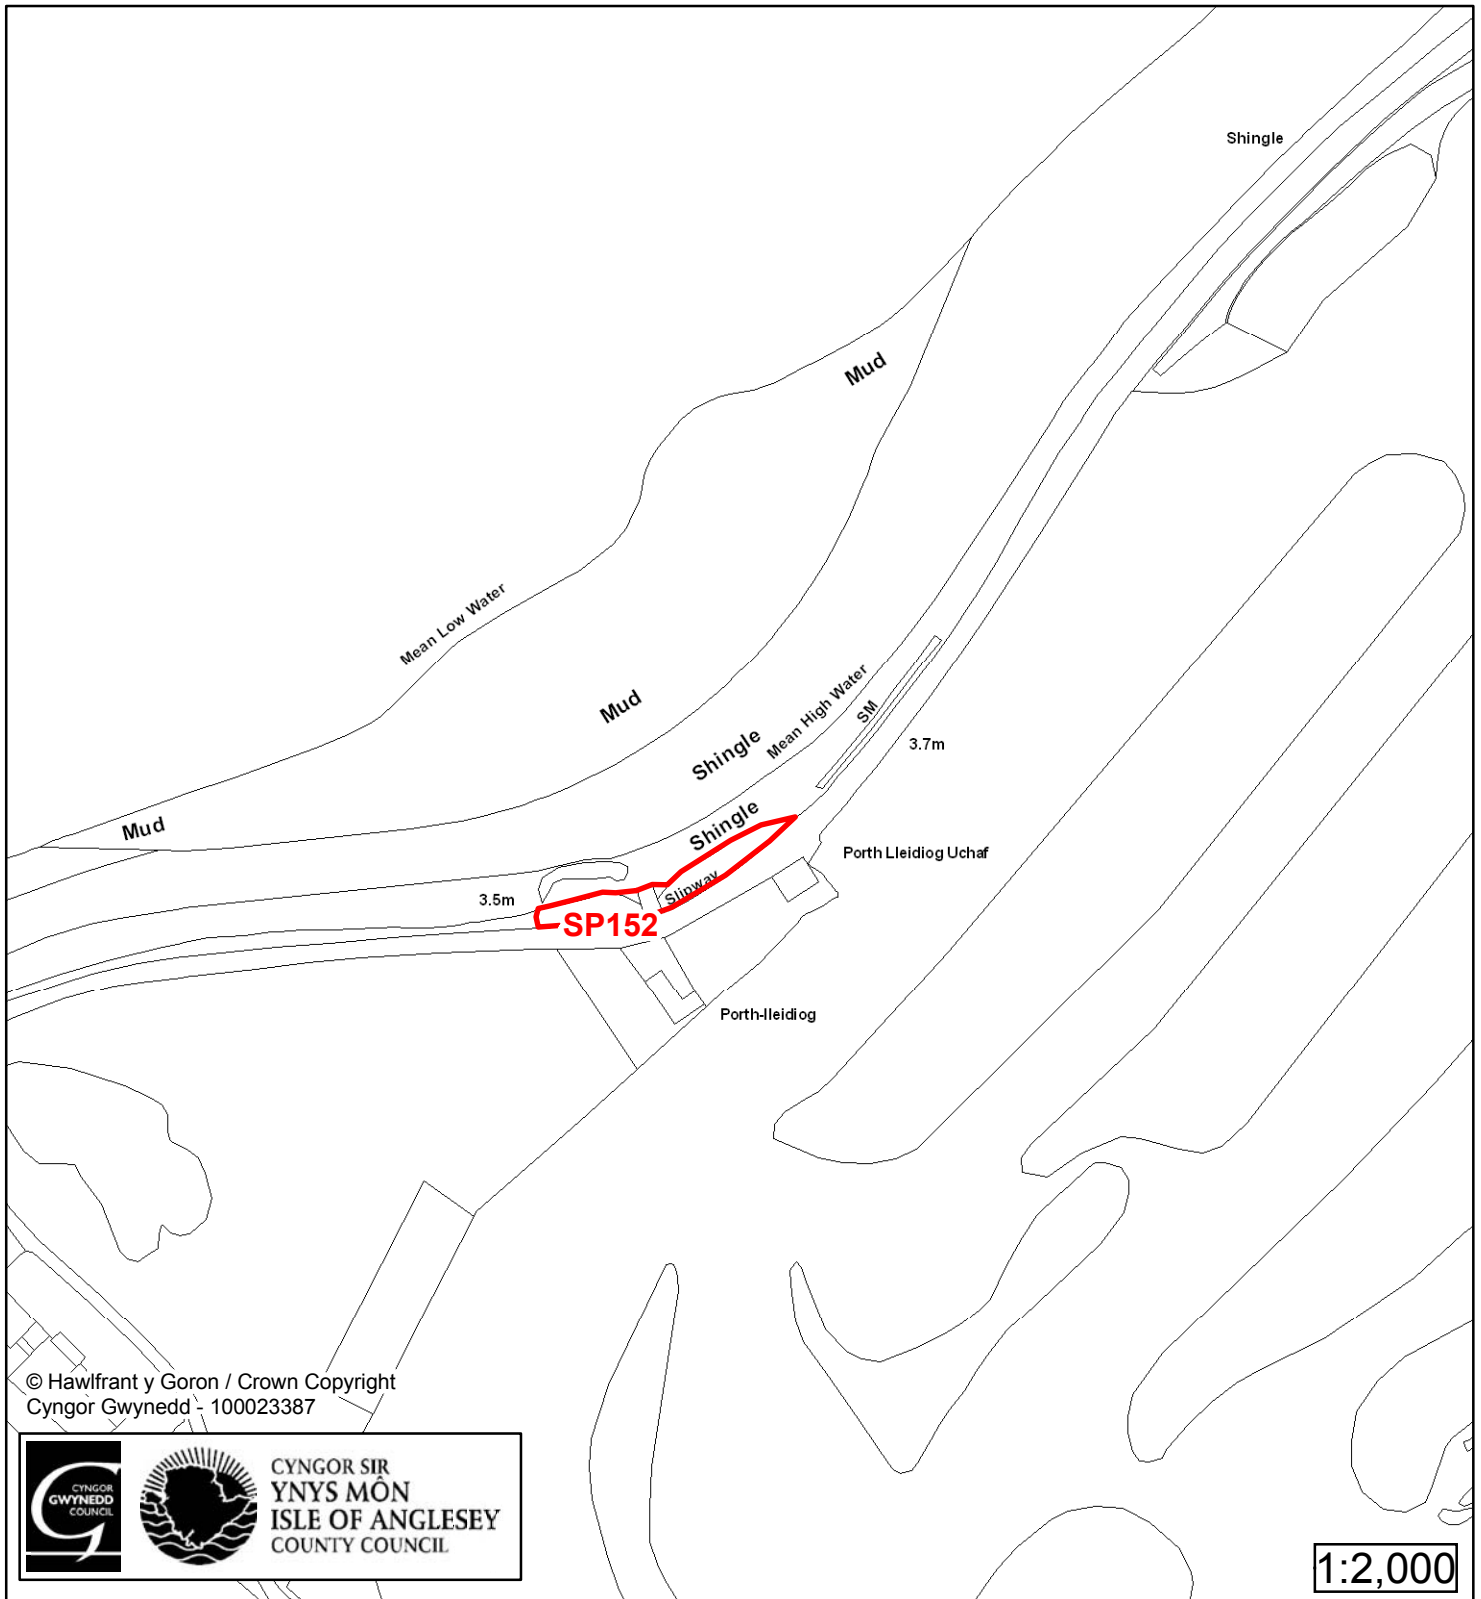 Shingle
Mud
Mean Low Water
Mud
Shingle
Mean High Water
SM
3.7m
Mud
Shingle
Porth Lleidiog Uchaf
3.5m
Slipway
SP152
Porth-lleidiog
© Hawlfrant y Goron / Crown Copyright
Cyngor Gwynedd - 100023387
CYNGOR
GWYNEDD
COUNCIL
CYNGOR SIR
YNYS MÔN
ISLE OF ANGLESEY
COUNTY COUNCIL
1:2,000